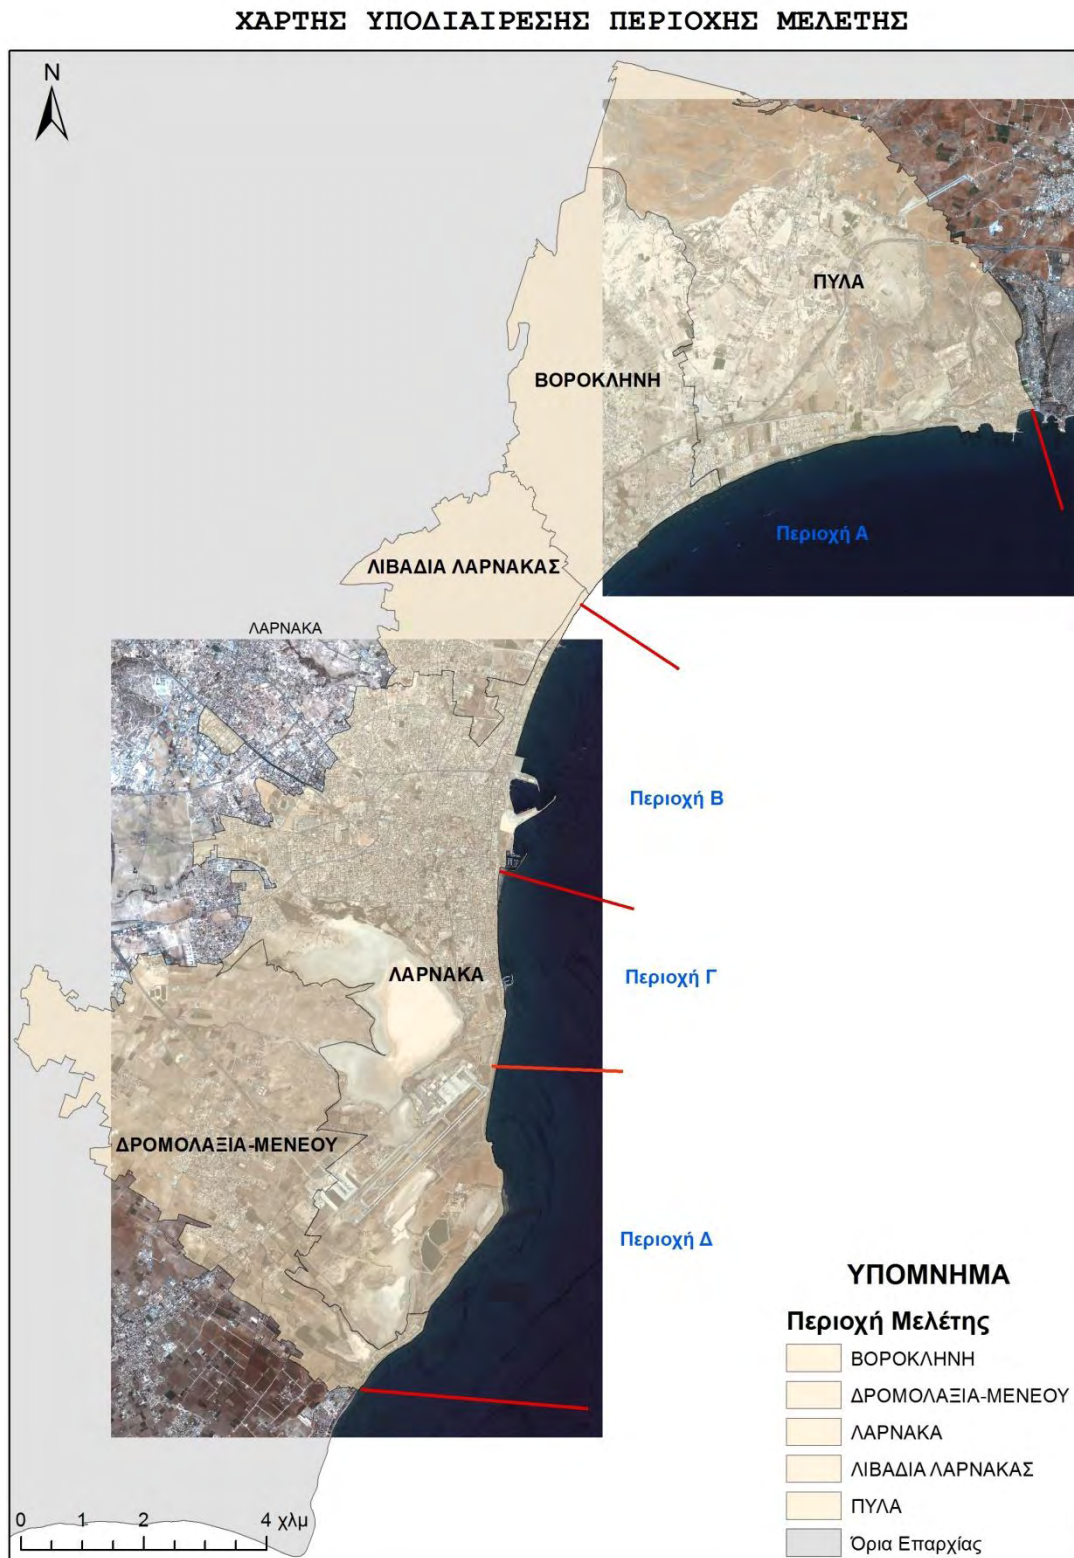 ΧΑΡΤΗΣ ΥΠΟΔΙΑΙΡΕΣΗΣ ΠΕΡΙΟΧΗΣ ΜΕΛΕΤΗΣ
N
ΠΥΛΑ
ΒΟΡΟΚΛΗΝΗ
Περιοχή Α
ΛΙΒΑΔΙΑ ΛΑΡΝΑΚΑΣ
ΛΑΡΝΑΚΑ
Περιοχή Β
ΛΑΡΝΑΚΑ
Περιοχή Γ
ΔΡΟΜΟΛΑΞΙΑ-ΜΕΝΕΟΥ
Περιοχή Δ
ΥΠΟΜΝΗΜΑ
Περιοχή Μελέτης
ΒΟΡΟΚΛΗΝΗ
ΔΡΟΜΟΛΑΞΙΑ-ΜΕΝΕΟΥ
ΛΑΡΝΑΚΑ
ΛΙΒΑΔΙΑ ΛΑΡΝΑΚΑΣ
ΠΥΛΑ
Όρια Επαρχίας
0 1 2 4 χλμ